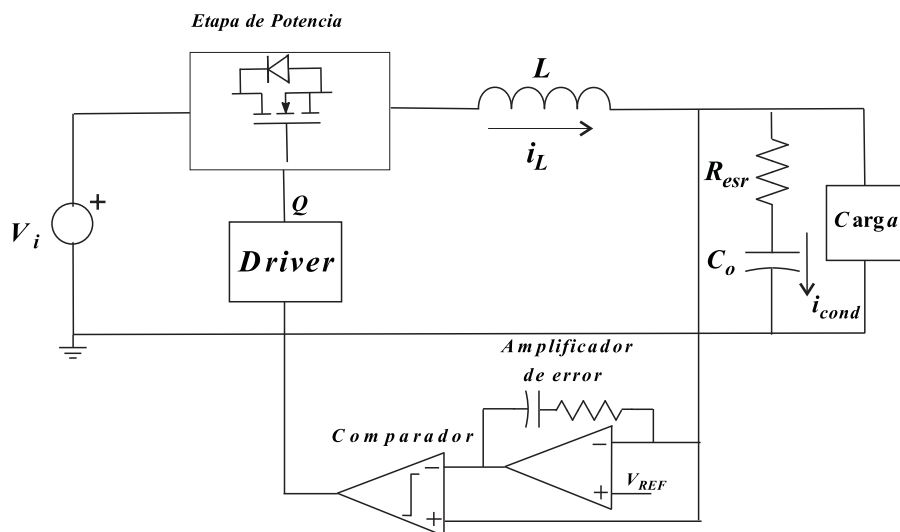 Etapa de Potencia
L
i_L
Q
+
V_i
Driver
R_esr
C_o
i_cond
Carga
Amplificador
de error
Comparador
−
−
+
V_REF
+